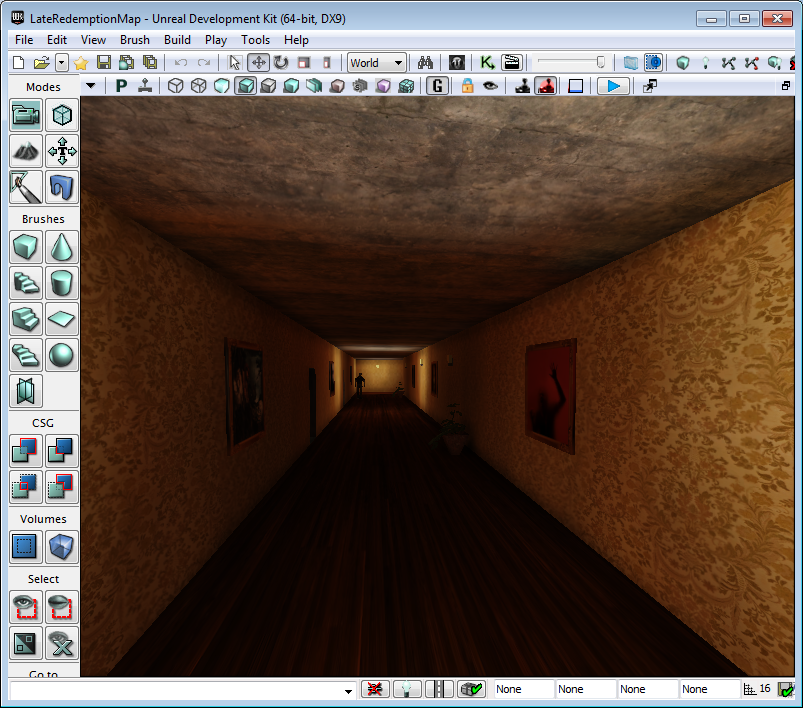 LateRedemptionMap - Unreal Development Kit (64-bit, DX9)
File Edit View Brush Build Play Tools Help
World
Modes
P
G
Brushes
CSG
Volumes
Select
Go to
None None None None 16